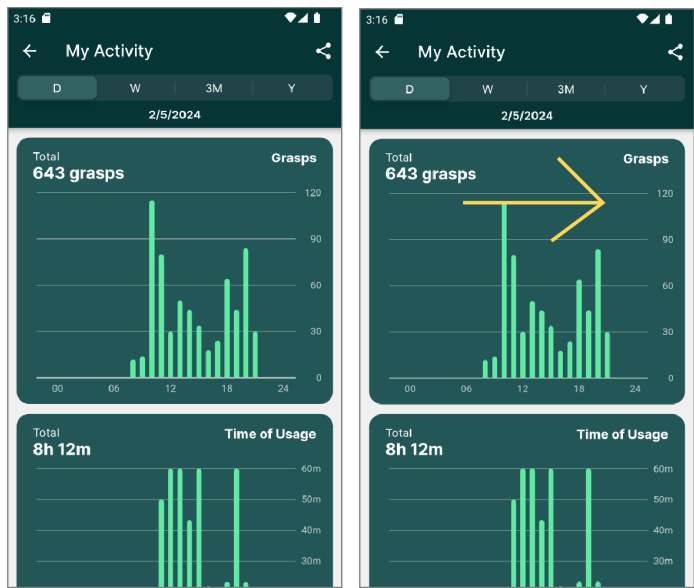 3:16
My Activity
D W 3M Y
2/5/2024
Total
Grasps
643 grasps
120
90
60
30
0
00 06 12 18 24
Total
Time of Usage
8h 12m
60m
50m
40m
30m
3:16
My Activity
D W 3M Y
2/5/2024
Total
Grasps
643 grasps
120
90
60
30
0
00 06 12 18 24
Total
Time of Usage
8h 12m
60m
50m
40m
30m